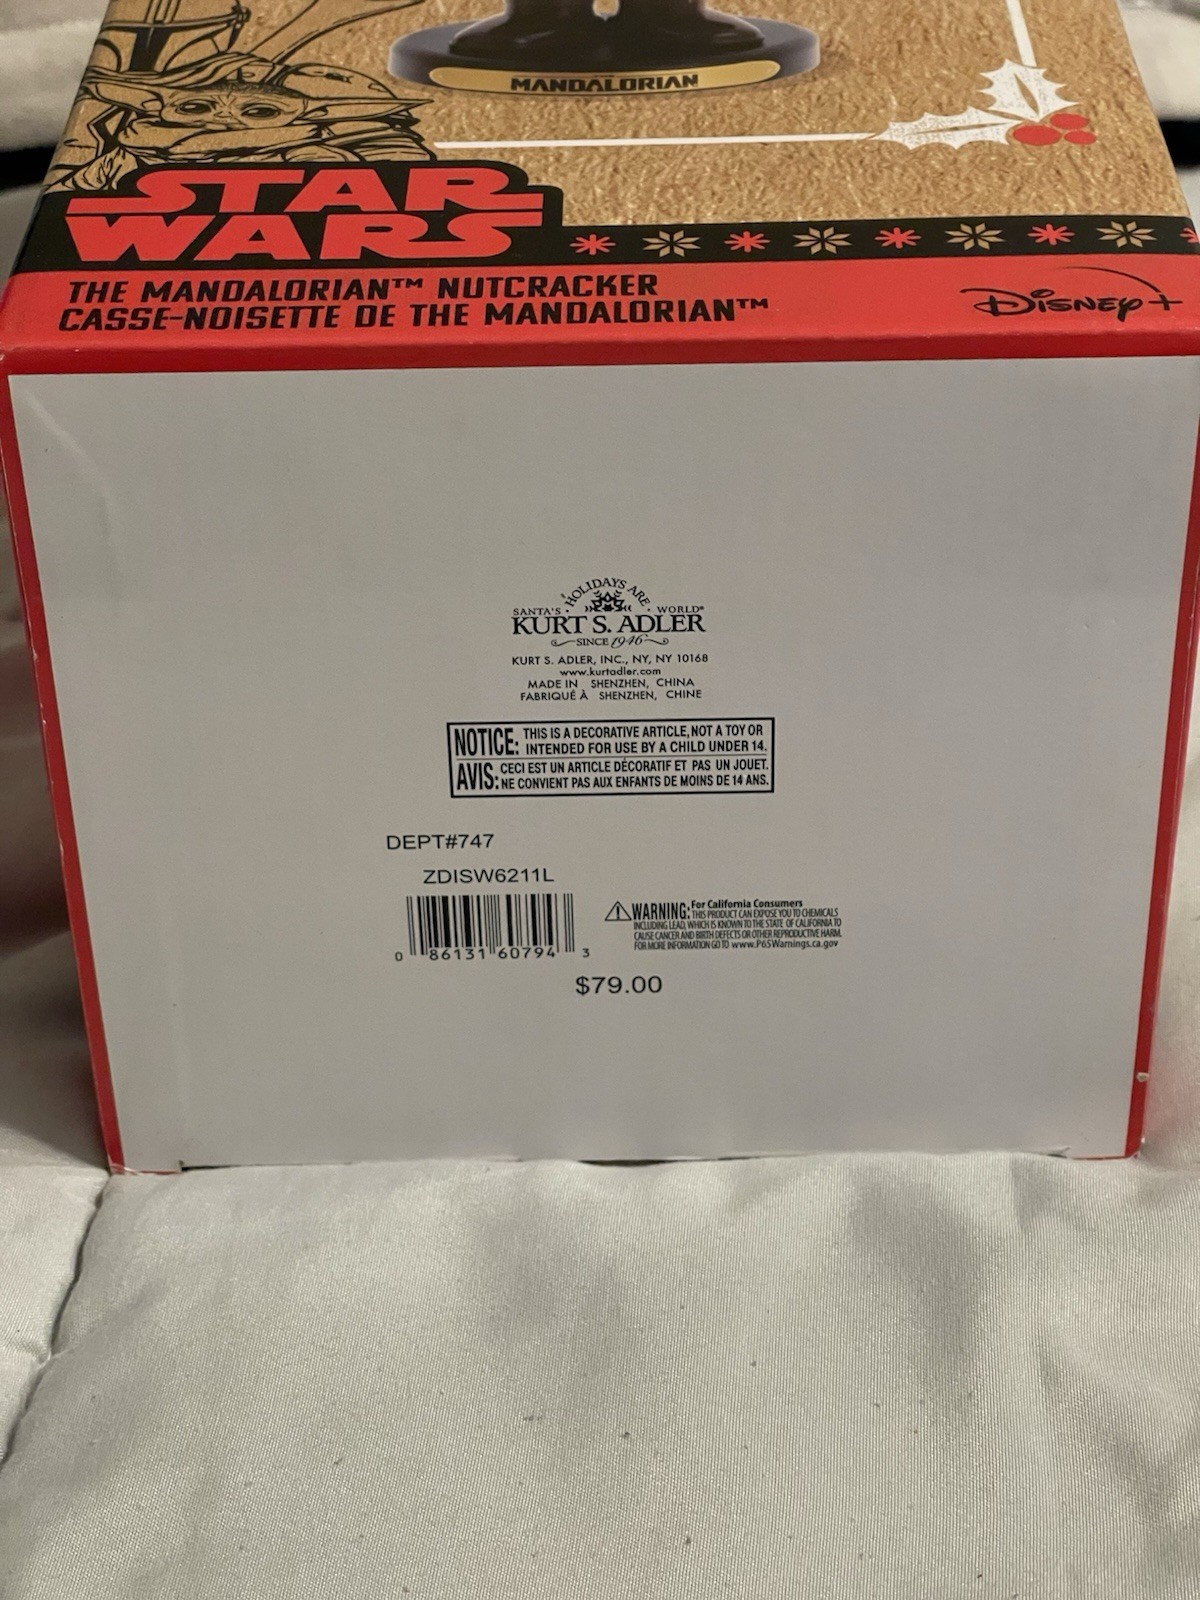 MANDALORIAN
STAR
WARS
THE MANDALORIAN™ NUTCRACKER
CASSE-NOISETTE DE THE MANDALORIAN™
Disney+
SANTA'S · HOLIDAYS ARE · WORLD®
KURT S. ADLER
SINCE 1946
KURT S. ADLER, INC., NY, NY 10168
www.kurtadler.com
MADE IN SHENZHEN, CHINA
FABRIQUÉ À SHENZHEN, CHINE
NOTICE: THIS IS A DECORATIVE ARTICLE, NOT A TOY OR
INTENDED FOR USE BY A CHILD UNDER 14.
AVIS: CECI EST UN ARTICLE DÉCORATIF ET PAS UN JOUET.
NE CONVIENT PAS AUX ENFANTS DE MOINS DE 14 ANS.
DEPT#747
ZDISW6211L
0 86131 60794 3
WARNING: For California Consumers
THIS PRODUCT CAN EXPOSE YOU TO CHEMICALS
INCLUDING LEAD, WHICH IS KNOWN TO THE STATE OF CALIFORNIA TO
CAUSE CANCER AND BIRTH DEFECTS OR OTHER REPRODUCTIVE HARM.
FOR MORE INFORMATION GO TO www.P65Warnings.ca.gov
$79.00